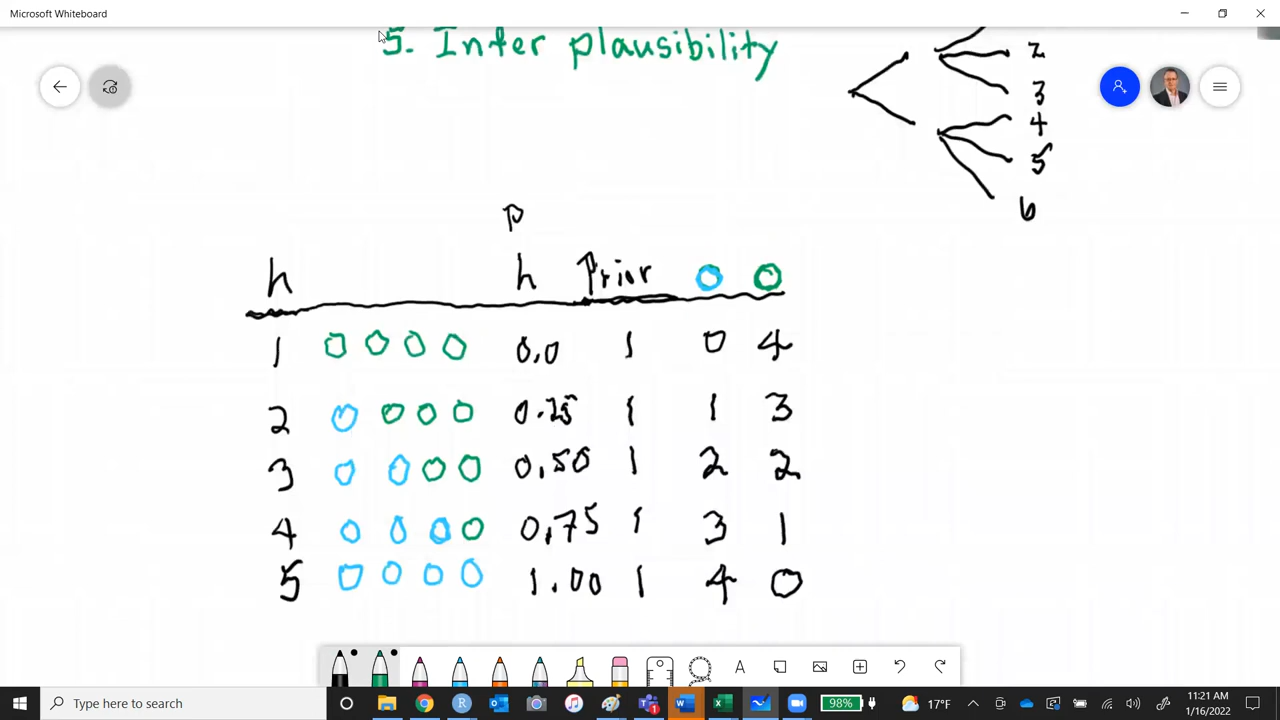 Microsoft Whiteboard
5. Infer plausibility
2
3
4
5
6
p
h h Prior
1 0.0 1 0 4
2 0.25 1 1 3
3 0.50 1 2 2
4 0.75 1 3 1
5 1.00 1 4 0
A
Type here to search
98%
17°F
11:21 AM
1/16/2022